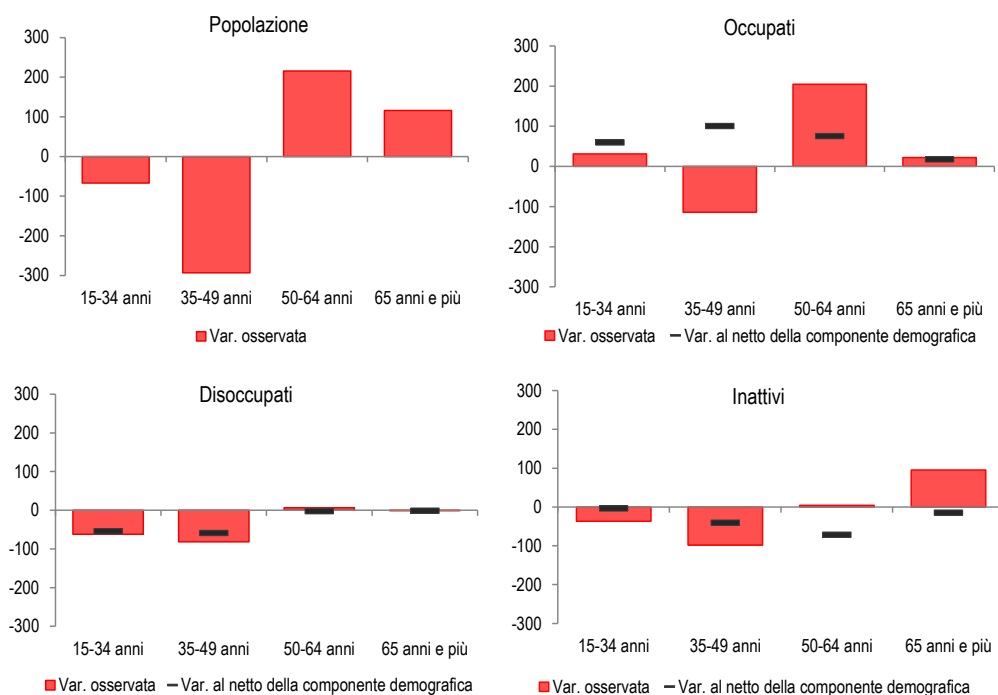 Popolazione
300
200
100
0
-100
-200
-300
15-34 anni 35-49 anni 50-64 anni 65 anni e più
Var. osservata
Occupati
300
200
100
0
-100
-200
-300
15-34 anni 35-49 anni 50-64 anni 65 anni e più
Var. osservata Var. al netto della componente demografica
Disoccupati
300
200
100
0
-100
-200
-300
15-34 anni 35-49 anni 50-64 anni 65 anni e più
Var. osservata Var. al netto della componente demografica
Inattivi
300
200
100
0
-100
-200
-300
15-34 anni 35-49 anni 50-64 anni 65 anni e più
Var. osservata Var. al netto della componente demografica